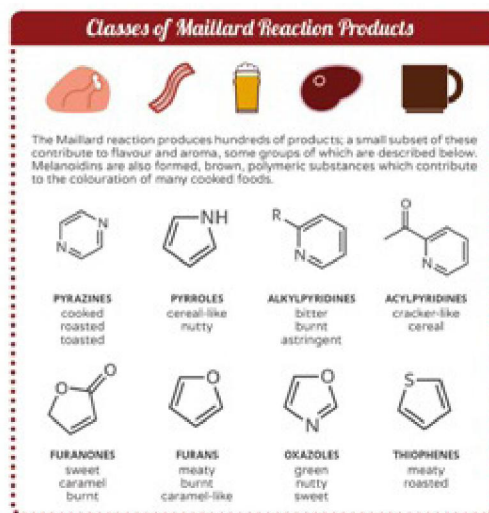 Classes of Maillard Reaction Products
The Maillard reaction produces hundreds of products; a small subset of these
contribute to flavour and aroma, some groups of which are described below.
Melanoidins are also formed, brown, polymeric substances which contribute
to the colouration of many cooked foods.
N
N
NH
R
N
O
N
PYRAZINES
cooked
roasted
toasted
PYRROLES
cereal-like
nutty
ALKYLPYRIDINES
bitter
burnt
astringent
ACYLPYRIDINES
cracker-like
cereal
O
O
O
O
N
S
FURANONES
sweet
caramel
burnt
FURANS
meaty
burnt
caramel-like
OXAZOLES
green
nutty
sweet
THIOPHENES
meaty
roasted